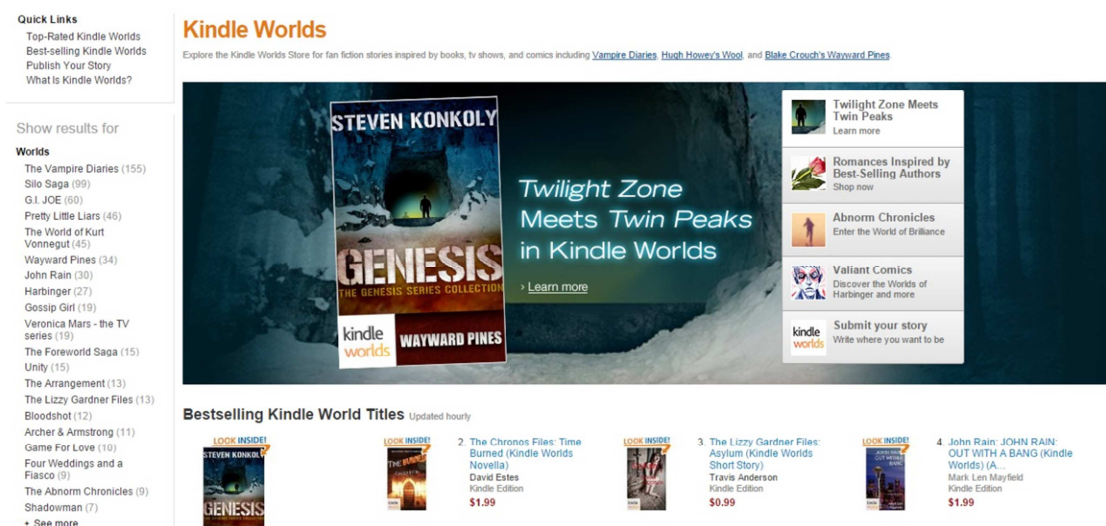 Quick Links
Top-Rated Kindle Worlds
Best-selling Kindle Worlds
Publish Your Story
What Is Kindle Worlds?
Show results for
Worlds
The Vampire Diaries (155)
Silo Saga (99)
G.I. JOE (60)
Pretty Little Liars (46)
The World of Kurt
Vonnegut (45)
Wayward Pines (34)
John Rain (30)
Harbinger (27)
Gossip Girl (19)
Veronica Mars - the TV
series (19)
The Foreworld Saga (15)
Unity (15)
The Arrangement (13)
The Lizzy Gardner Files (13)
Bloodshot (12)
Archer & Armstrong (11)
Game For Love (10)
Four Weddings and a
Fiasco (9)
The Abnorm Chronicles (9)
Shadowman (7)
+ See more
Kindle Worlds
Explore the Kindle Worlds Store for fan fiction stories inspired by books, tv shows, and comics including Vampire Diaries, Hugh Howey's Wool, and Blake Crouch's Wayward Pines.
STEVEN KONKOLY
GENESIS
THE GENESIS SERIES COLLECTION
kindle
worlds
WAYWARD PINES
Twilight Zone
Meets Twin Peaks
in Kindle Worlds
› Learn more
Twilight Zone Meets
Twin Peaks
Learn more
Romances Inspired by
Best-Selling Authors
Shop now
Abnorm Chronicles
Enter the World of Brilliance
Valiant Comics
Discover the Worlds of
Harbinger and more
kindle
worlds
Submit your story
Write where you want to be
Bestselling Kindle World Titles Updated hourly
LOOK INSIDE!
STEVEN KONKOLY
GENESIS
LOOK INSIDE!
2. The Chronos Files: Time
Burned (Kindle Worlds
Novella)
David Estes
Kindle Edition
$1.99
LOOK INSIDE!
3. The Lizzy Gardner Files:
Asylum (Kindle Worlds
Short Story)
Travis Anderson
Kindle Edition
$0.99
LOOK INSIDE!
JOHN RAIN
OUT WITH A
BANG
4. John Rain: JOHN RAIN:
OUT WITH A BANG (Kindle
Worlds) (A...
Mark Len Mayfield
Kindle Edition
$1.99